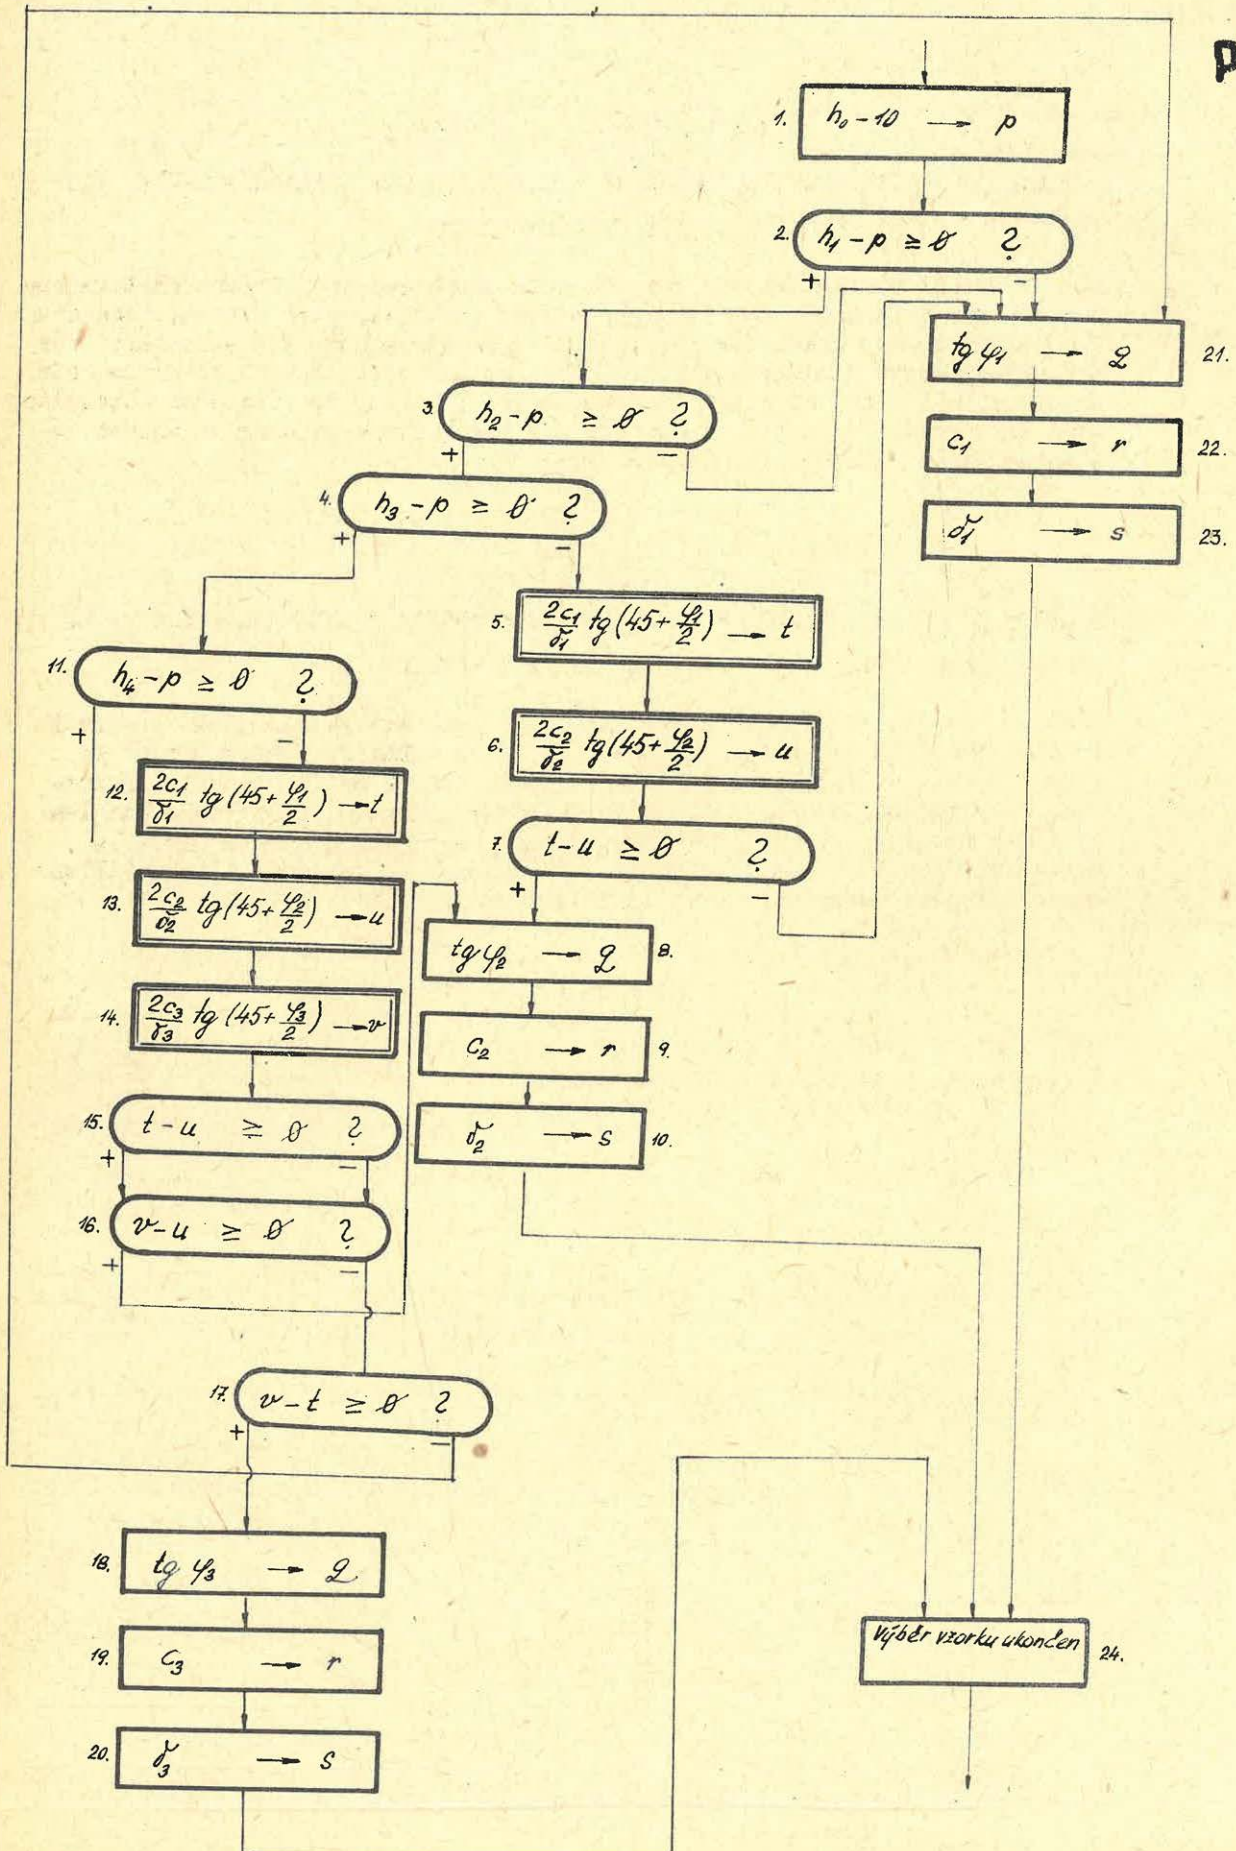 P
1. h₀ - 10 → p
2. h₁ - p ≥ 0 ?
+ -
tg φ₁ → q 21.
3. h₂ - p ≥ 0 ?
+ -
c₁ → r 22.
4. h₃ - p ≥ 0 ?
+ -
γ₁ → s 23.
5. 2c₁/γ₁ tg (45 + φ₁/2) → t
11. h₄ - p ≥ 0 ?
+ -
6. 2c₂/γ₂ tg (45 + φ₂/2) → u
12. 2c₁/γ₁ tg (45 + φ₁/2) → t
7. t - u ≥ 0 ?
+ -
13. 2c₂/γ₂ tg (45 + φ₂/2) → u
tg φ₂ → q 8.
14. 2c₃/γ₃ tg (45 + φ₃/2) → v
c₂ → r 9.
15. t - u ≥ 0 ?
+ -
γ₂ → s 10.
16. v - u ≥ 0 ?
+ -
17. v - t ≥ 0 ?
+ -
18. tg φ₃ → q
19. c₃ → r
Výběr vzorku ukončen 24.
20. γ₃ → s